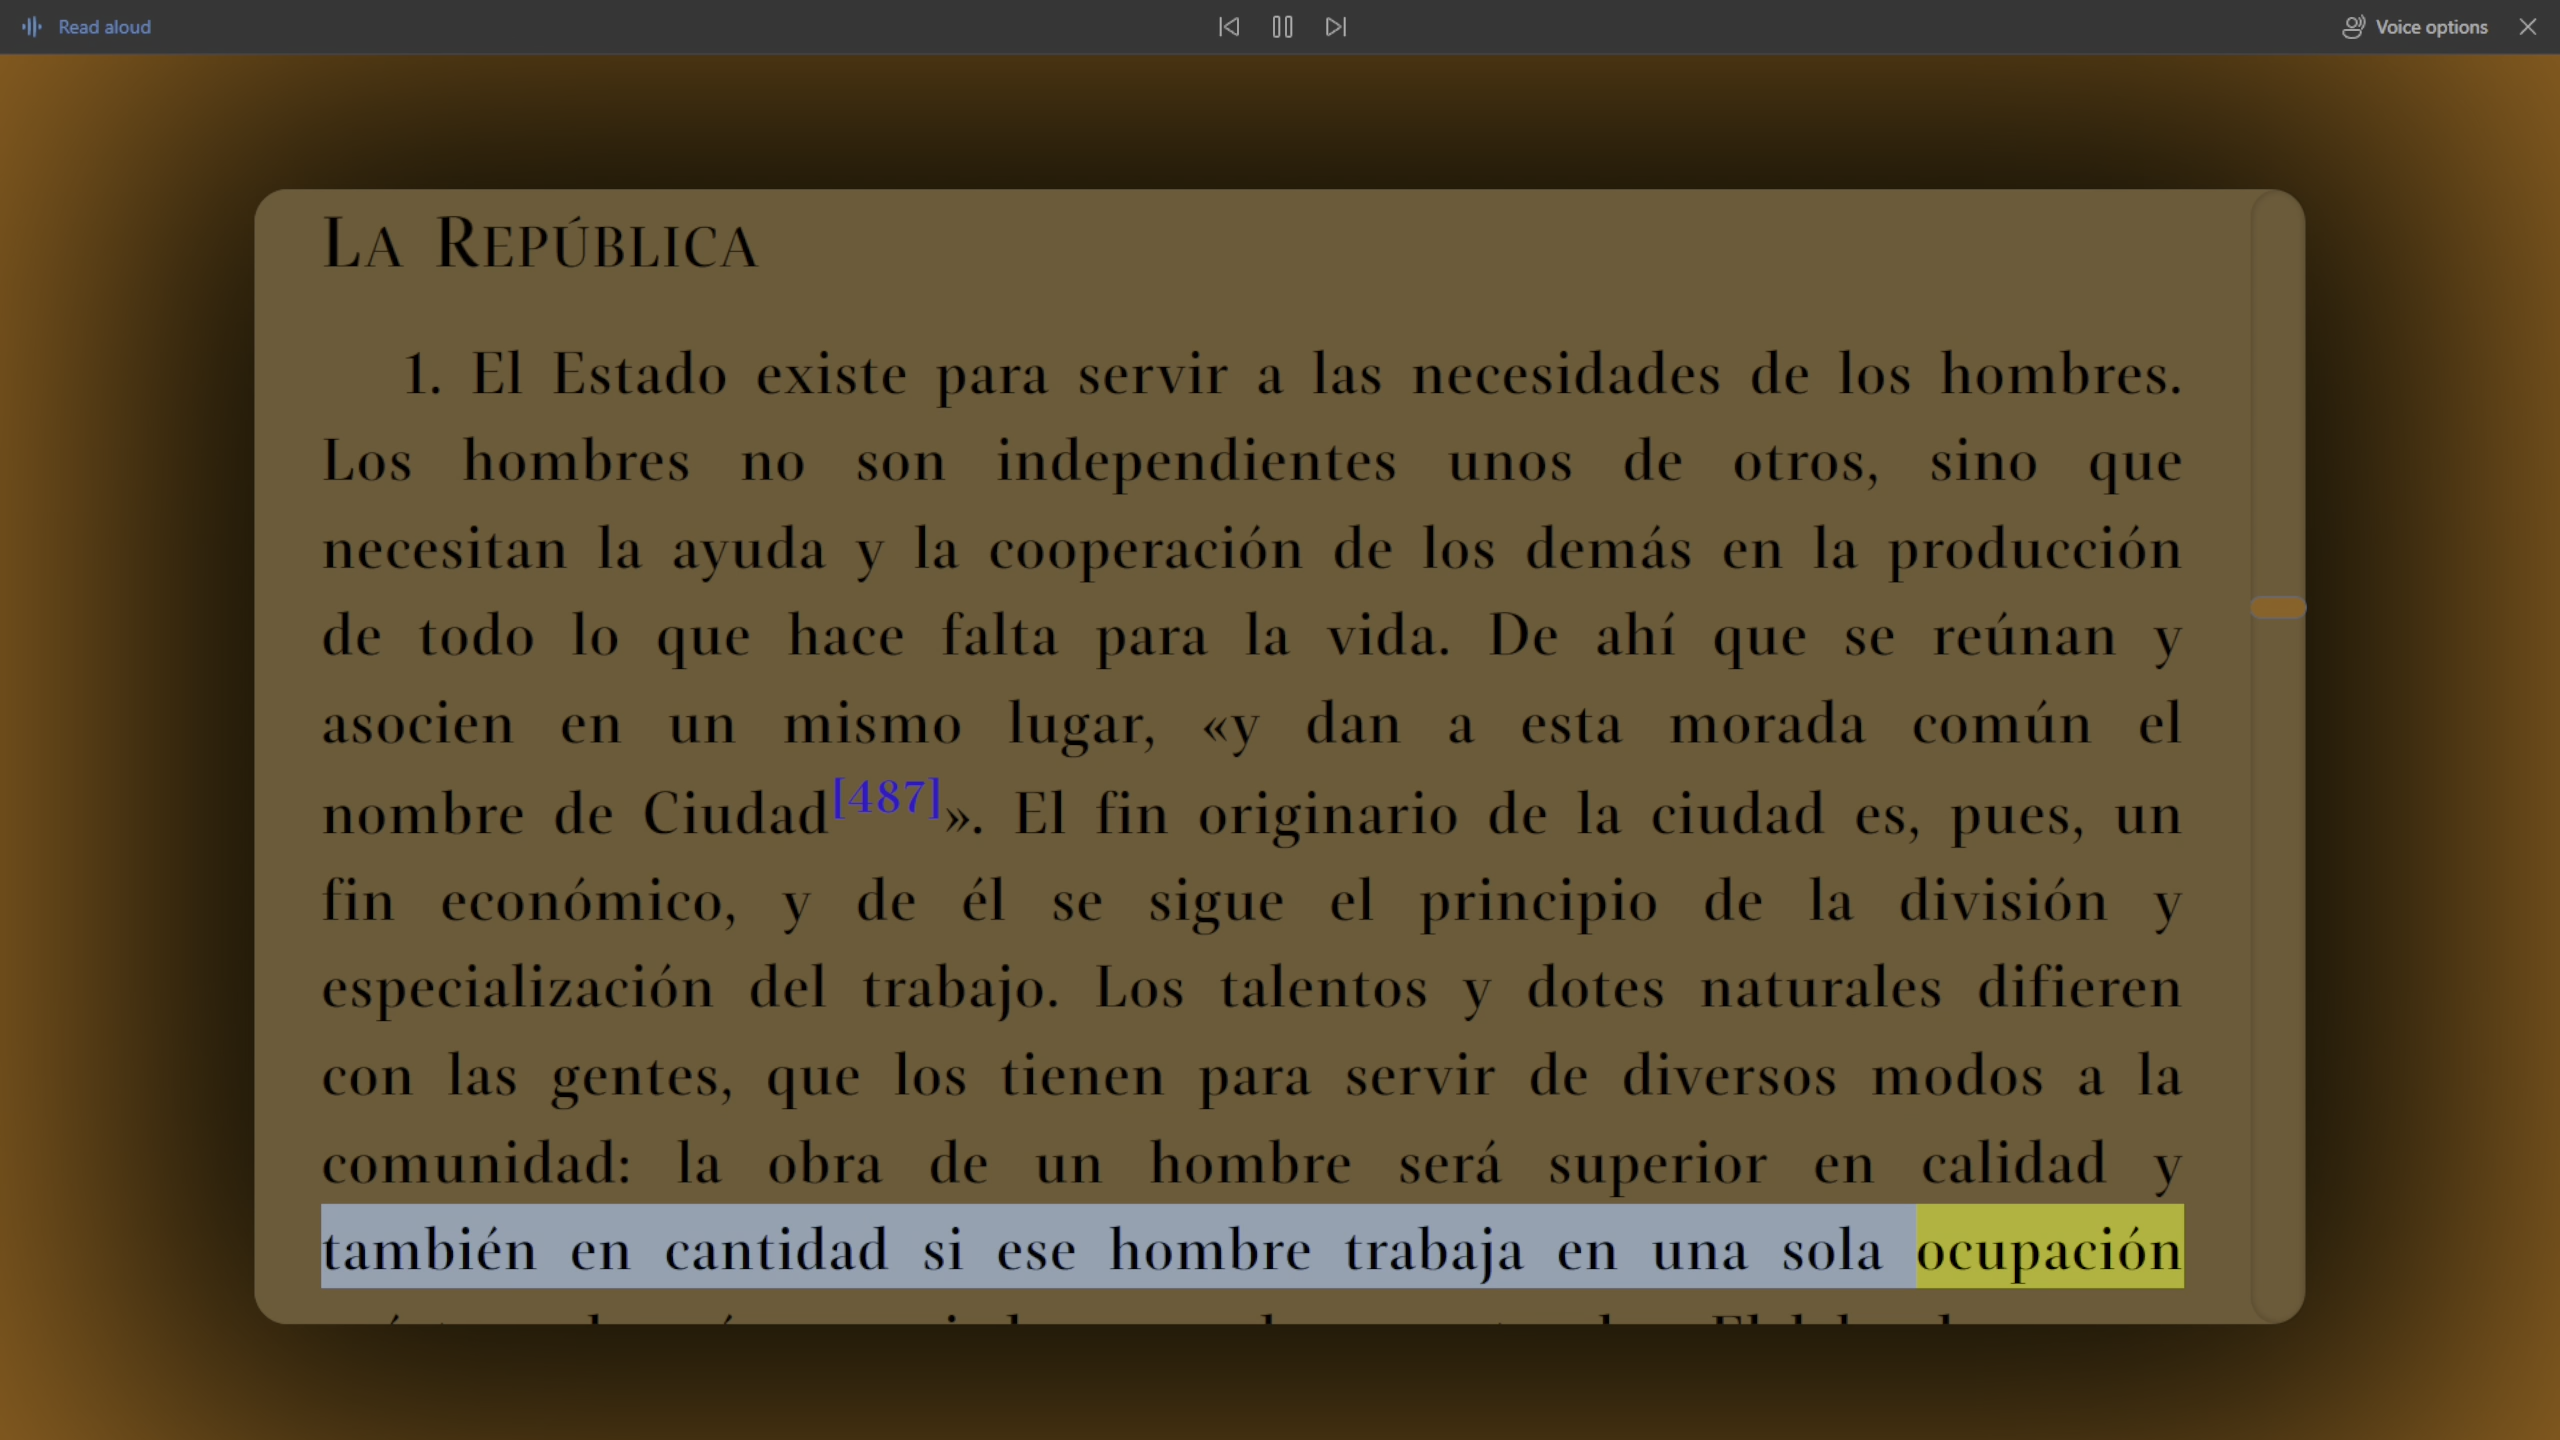 Read aloud
Voice options
La República
1. El Estado existe para servir a las necesidades de los hombres.
Los hombres no son independientes unos de otros, sino que
necesitan la ayuda y la cooperación de los demás en la producción
de todo lo que hace falta para la vida. De ahí que se reúnan y
asocien en un mismo lugar, «y dan a esta morada común el
nombre de Ciudad[487]». El fin originario de la ciudad es, pues, un
fin económico, y de él se sigue el principio de la división y
especialización del trabajo. Los talentos y dotes naturales difieren
con las gentes, que los tienen para servir de diversos modos a la
comunidad: la obra de un hombre será superior en calidad y
también en cantidad si ese hombre trabaja en una sola ocupación